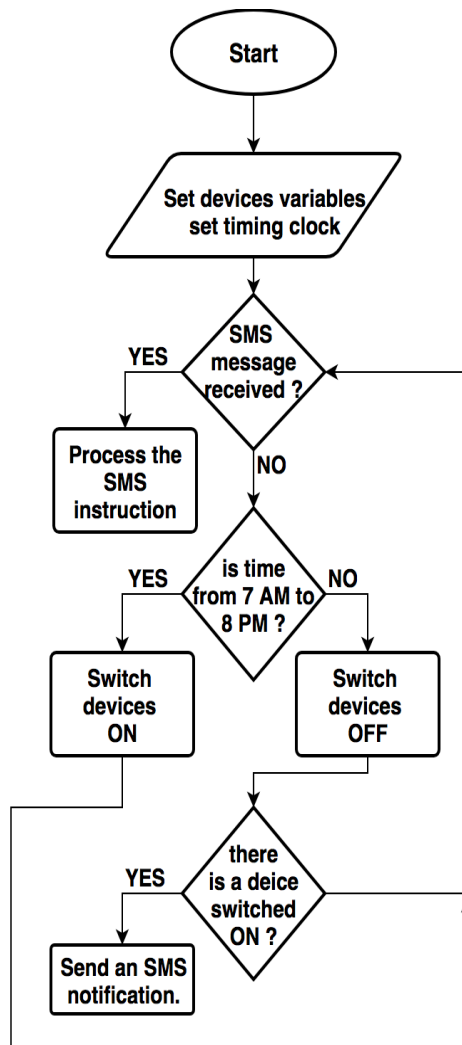 Start
Set devices variables
set timing clock
SMS
message
received ?
YES
Process the
SMS
instruction
NO
is time
from 7 AM to
8 PM ?
YES
NO
Switch
devices
ON
Switch
devices
OFF
there
is a deice
switched
ON ?
YES
Send an SMS
notification.